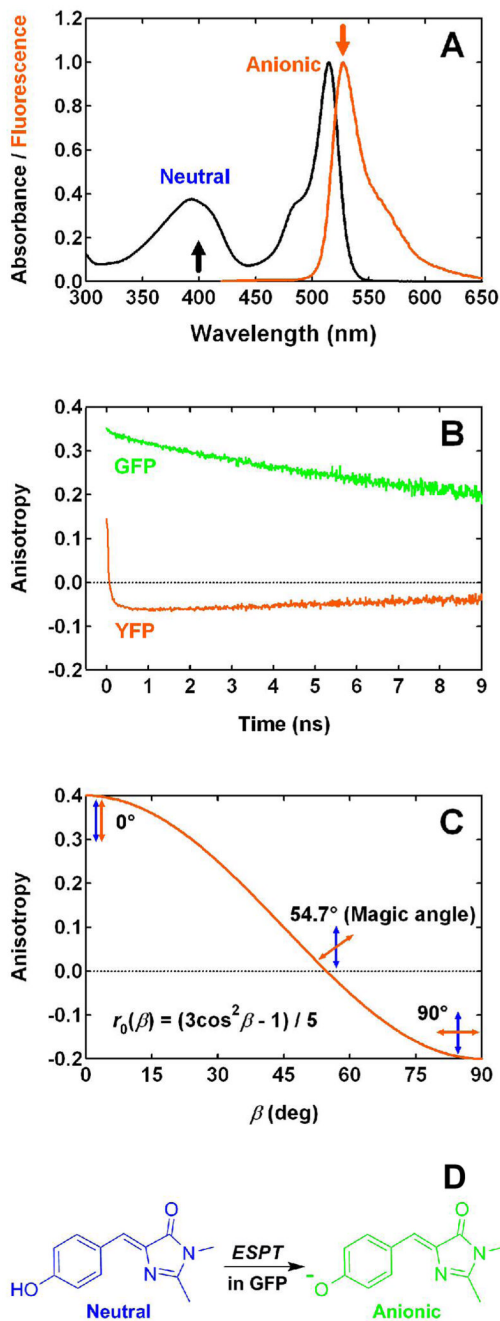 A
Absorbance / Fluorescence
1.2
1.0
0.8
0.6
0.4
0.2
0.0
Anionic
Neutral
300 350 400 450 500 550 600 650
Wavelength (nm)
B
Anisotropy
0.4
0.3
0.2
0.1
0.0
-0.1
-0.2
GFP
YFP
0 1 2 3 4 5 6 7 8 9
Time (ns)
C
Anisotropy
0.4
0.3
0.2
0.1
0.0
-0.1
-0.2
0°
54.7° (Magic angle)
90°
r₀(β) = (3cos²β - 1) / 5
0 15 30 45 60 75 90
β (deg)
D
O
N
N
HO
Neutral
ESPT
in GFP
O
N
N
-O
Anionic